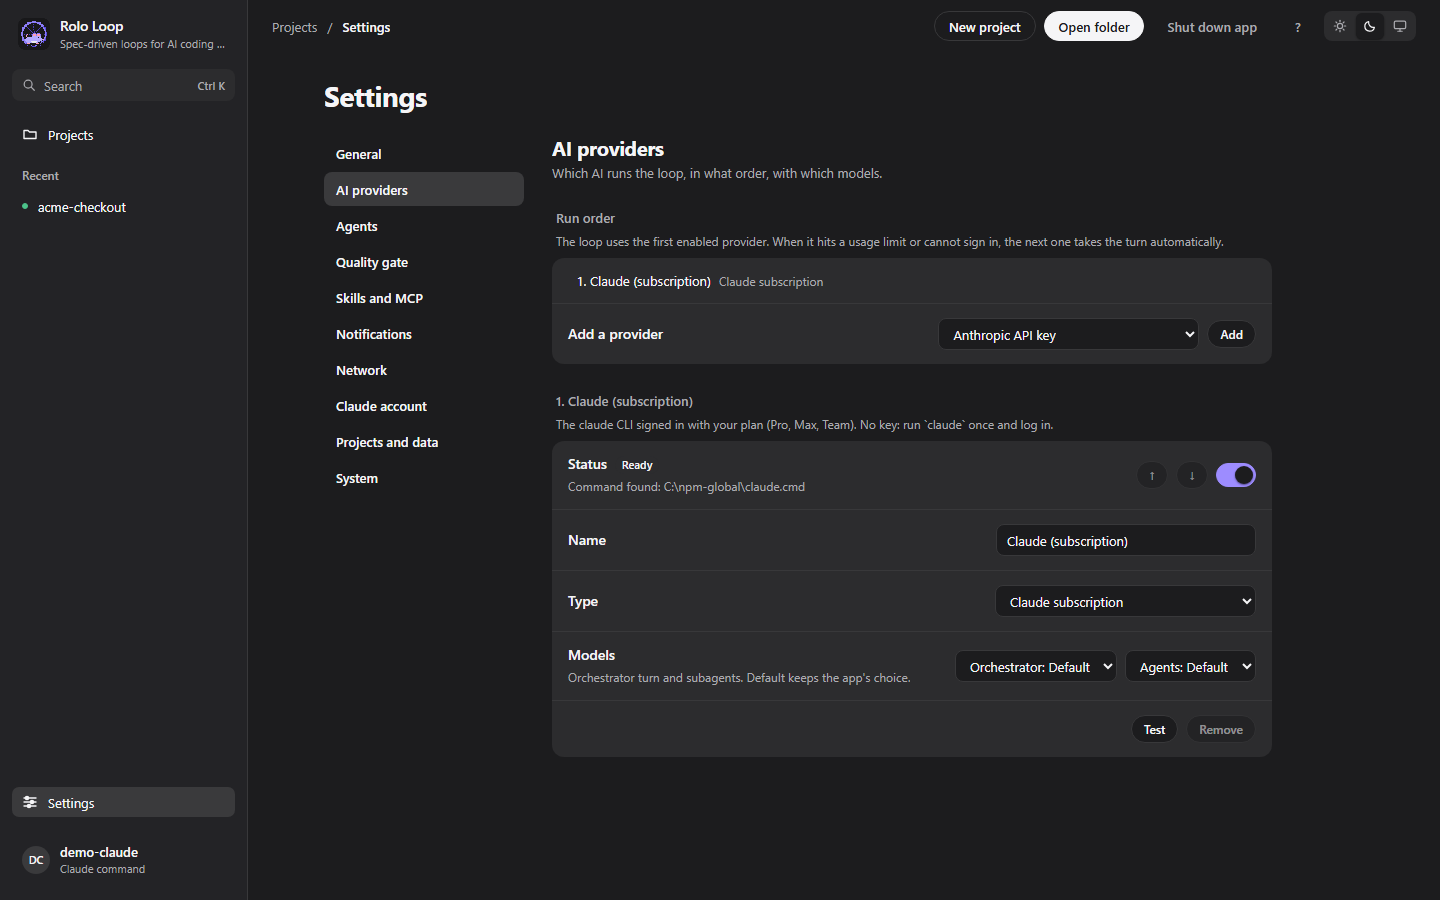 Rolo Loop
Spec-driven loops for AI coding ...
Search
Ctrl K
Projects
Recent
acme-checkout
Settings
DC
demo-claude
Claude command
Projects / Settings
New project
Open folder
Shut down app
?
Settings
General
AI providers
Agents
Quality gate
Skills and MCP
Notifications
Network
Claude account
Projects and data
System
AI providers
Which AI runs the loop, in what order, with which models.
Run order
The loop uses the first enabled provider. When it hits a usage limit or cannot sign in, the next one takes the turn automatically.
1. Claude (subscription) Claude subscription
Add a provider
Anthropic API key
Add
1. Claude (subscription)
The claude CLI signed in with your plan (Pro, Max, Team). No key: run `claude` once and log in.
Status Ready
Command found: C:\npm-global\claude.cmd
↑
↓
Name
Claude (subscription)
Type
Claude subscription
Models
Orchestrator turn and subagents. Default keeps the app's choice.
Orchestrator: Default
Agents: Default
Test
Remove